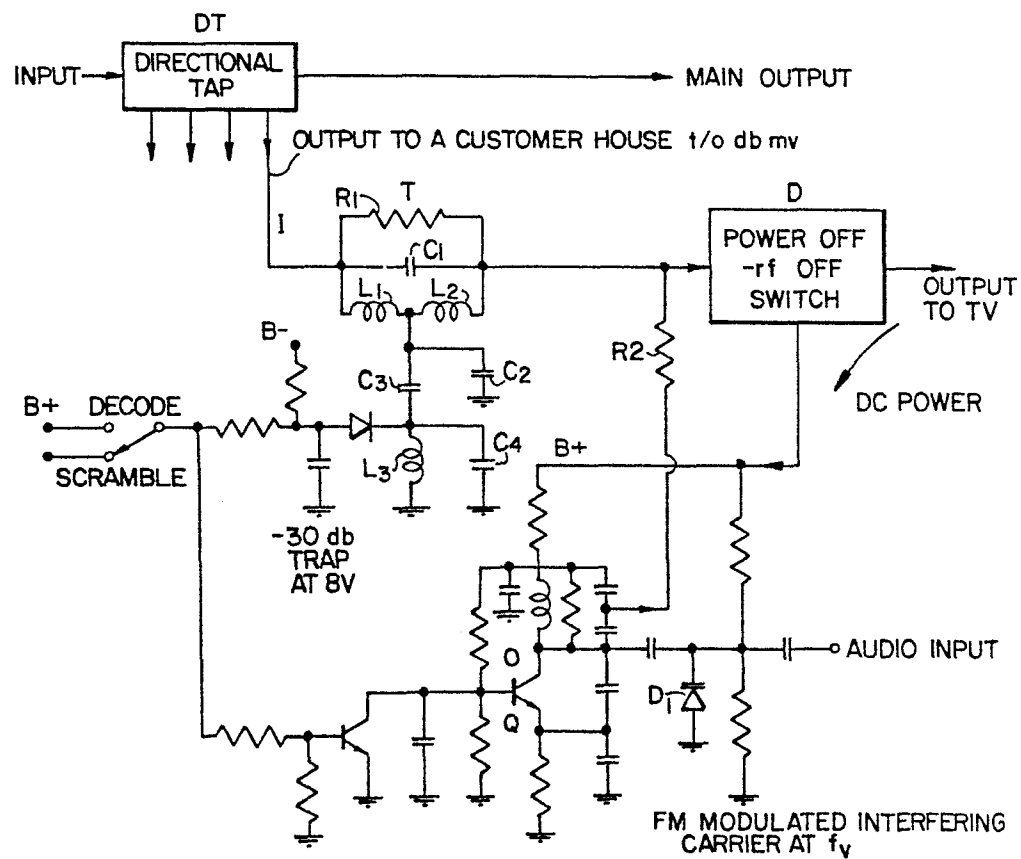 DT
DIRECTIONAL
TAP
INPUT
MAIN OUTPUT
OUTPUT TO A CUSTOMER HOUSE t/o db mv
I
R1
T
C1
L1
L2
D
POWER OFF
-rf OFF
SWITCH
OUTPUT
TO TV
DC POWER
R2
B-
C3
C2
B+
DECODE
SCRAMBLE
L3
C4
B+
-30 db
TRAP
AT 8V
O
Q
D1
AUDIO INPUT
FM MODULATED INTERFERING
CARRIER AT fv